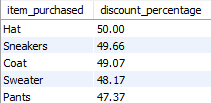 item_purchased discount_percentage
Hat 50.00
Sneakers 49.66
Coat 49.07
Sweater 48.17
Pants 47.37